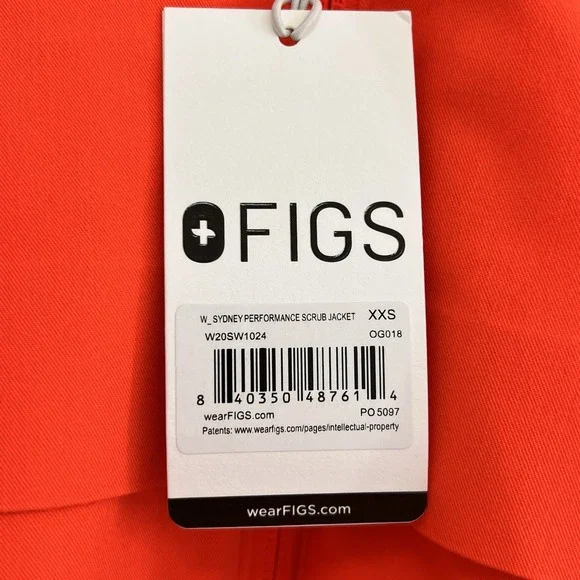 FIGS
W_ SYDNEY PERFORMANCE SCRUB JACKET XXS
W20SW1024 OG018
8 40350 48761 4
wearFIGS.com PO 5097
Patents: www.wearfigs.com/pages/intellectual-property
wearFIGS.com